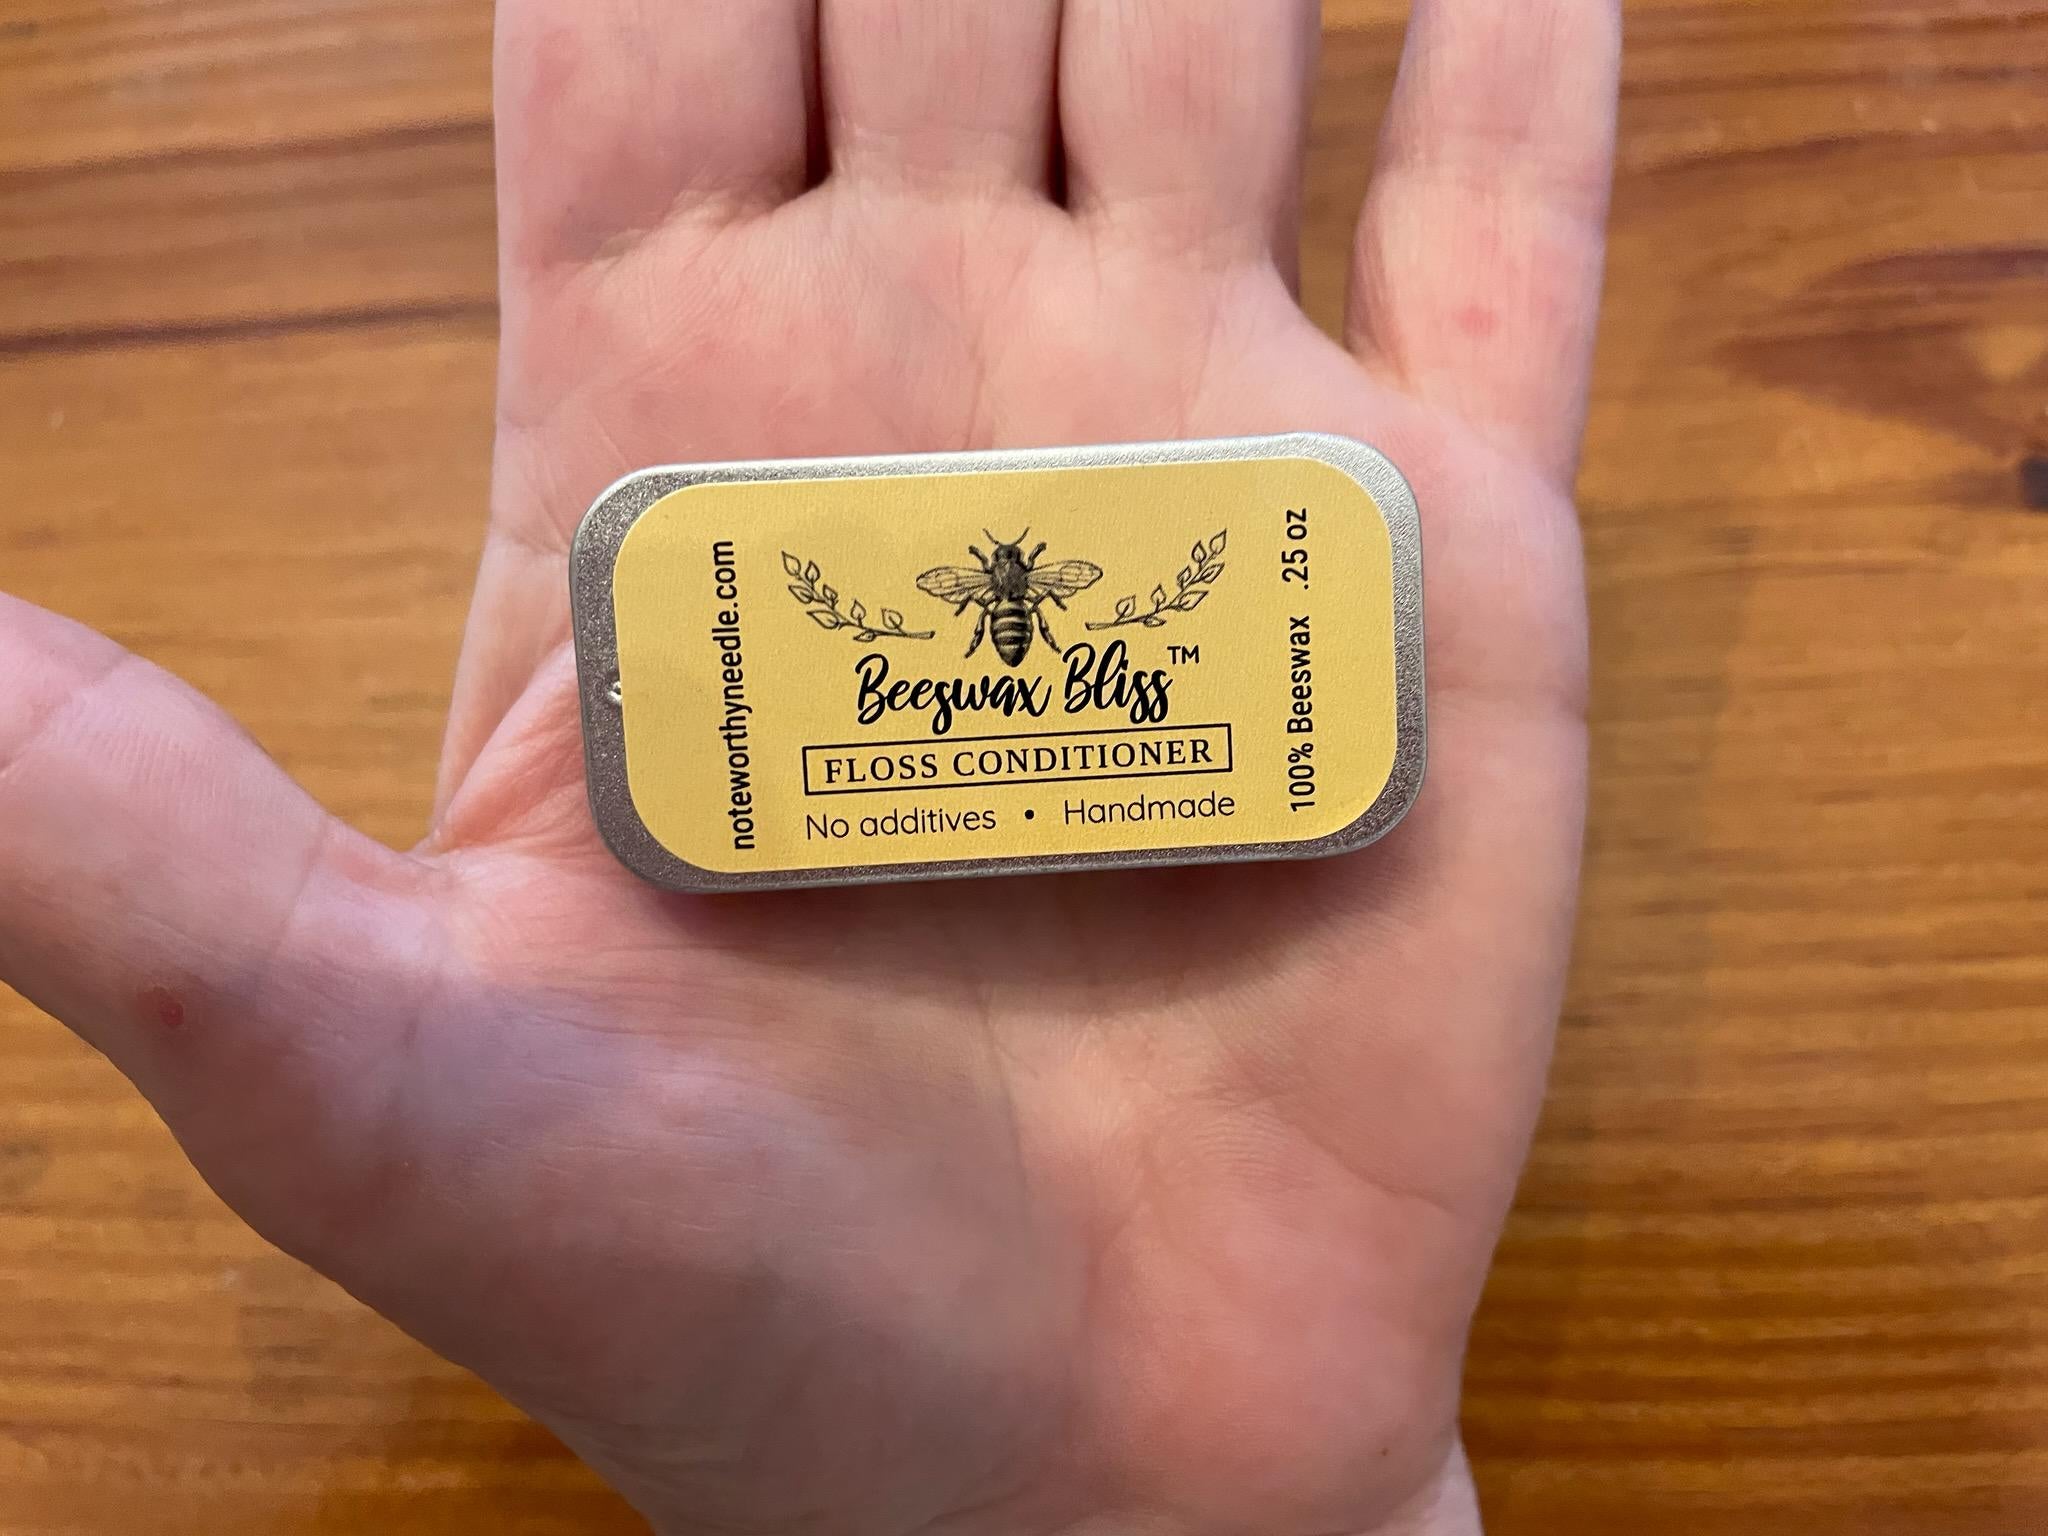 noteworthyneedle.com
Beeswax Bliss™
FLOSS CONDITIONER
No additives • Handmade
100% Beeswax .25 oz